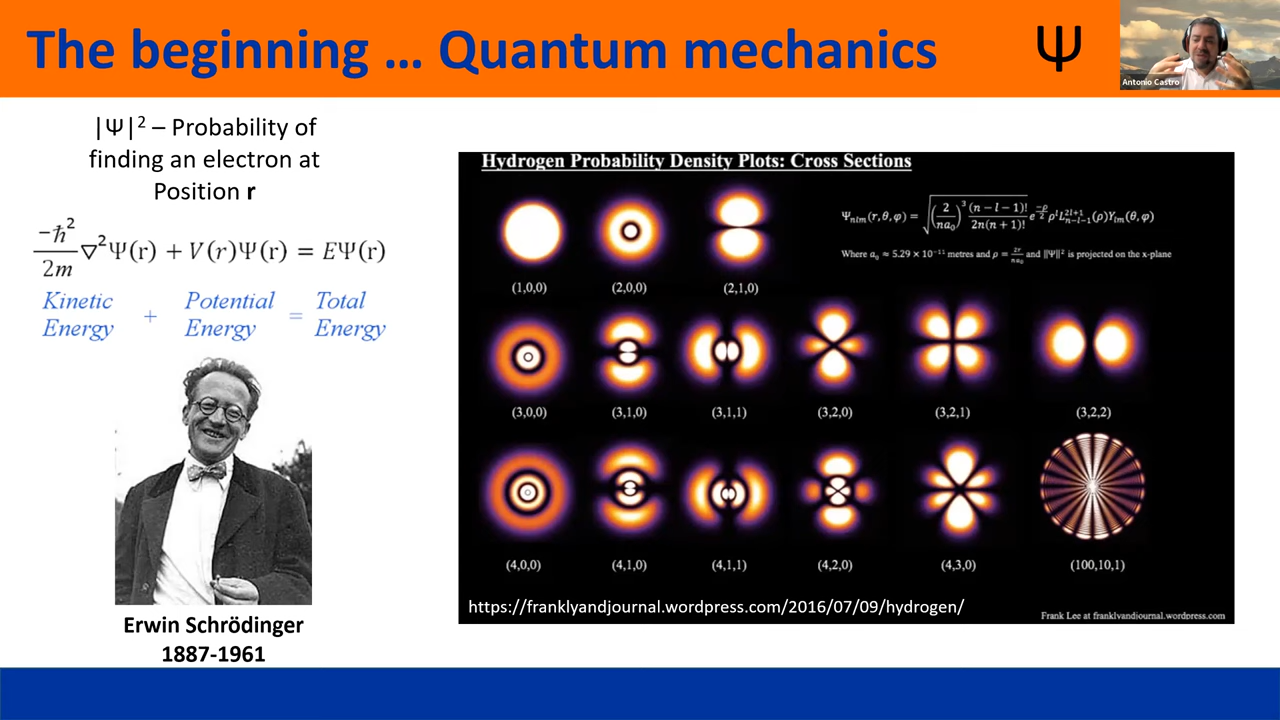 The beginning ... Quantum mechanics
Ψ
Antonio Castro
|Ψ|² – Probability of
finding an electron at
Position r
-ℏ²/2m ∇²Ψ(r) + V(r)Ψ(r) = EΨ(r)
Kinetic Energy + Potential Energy = Total Energy
Erwin Schrödinger
1887-1961
Hydrogen Probability Density Plots: Cross Sections
Ψnlm(r,θ,φ) = √((2/na₀)³ (n-l-1)!/2n(n+1)!) e^(-ρ/2) ρ^l L_{n-l-1}^{2l+1}(ρ)Y_{lm}(θ,φ)
Where a₀ ≈ 5.29 × 10⁻¹¹ metres and ρ = 2r/na₀ and ||Ψ||² is projected on the x-plane
(1,0,0) (2,0,0) (2,1,0)
(3,0,0) (3,1,0) (3,1,1) (3,2,0) (3,2,1) (3,2,2)
(4,0,0) (4,1,0) (4,1,1) (4,2,0) (4,3,0) (100,10,1)
https://franklyandjournal.wordpress.com/2016/07/09/hydrogen/
Frank Lee at franklyandjournal.wordpress.com